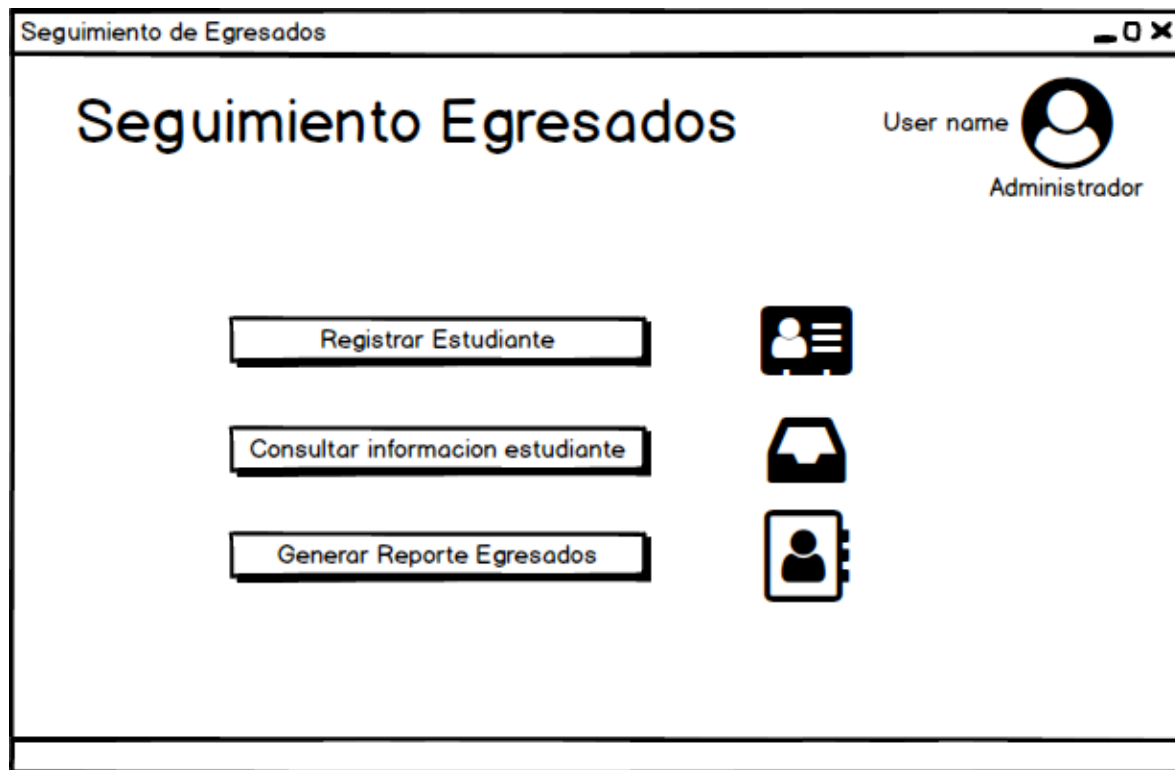 Seguimiento de Egresados
Seguimiento Egresados
User name
Administrador
Registrar Estudiante
Consultar informacion estudiante
Generar Reporte Egresados